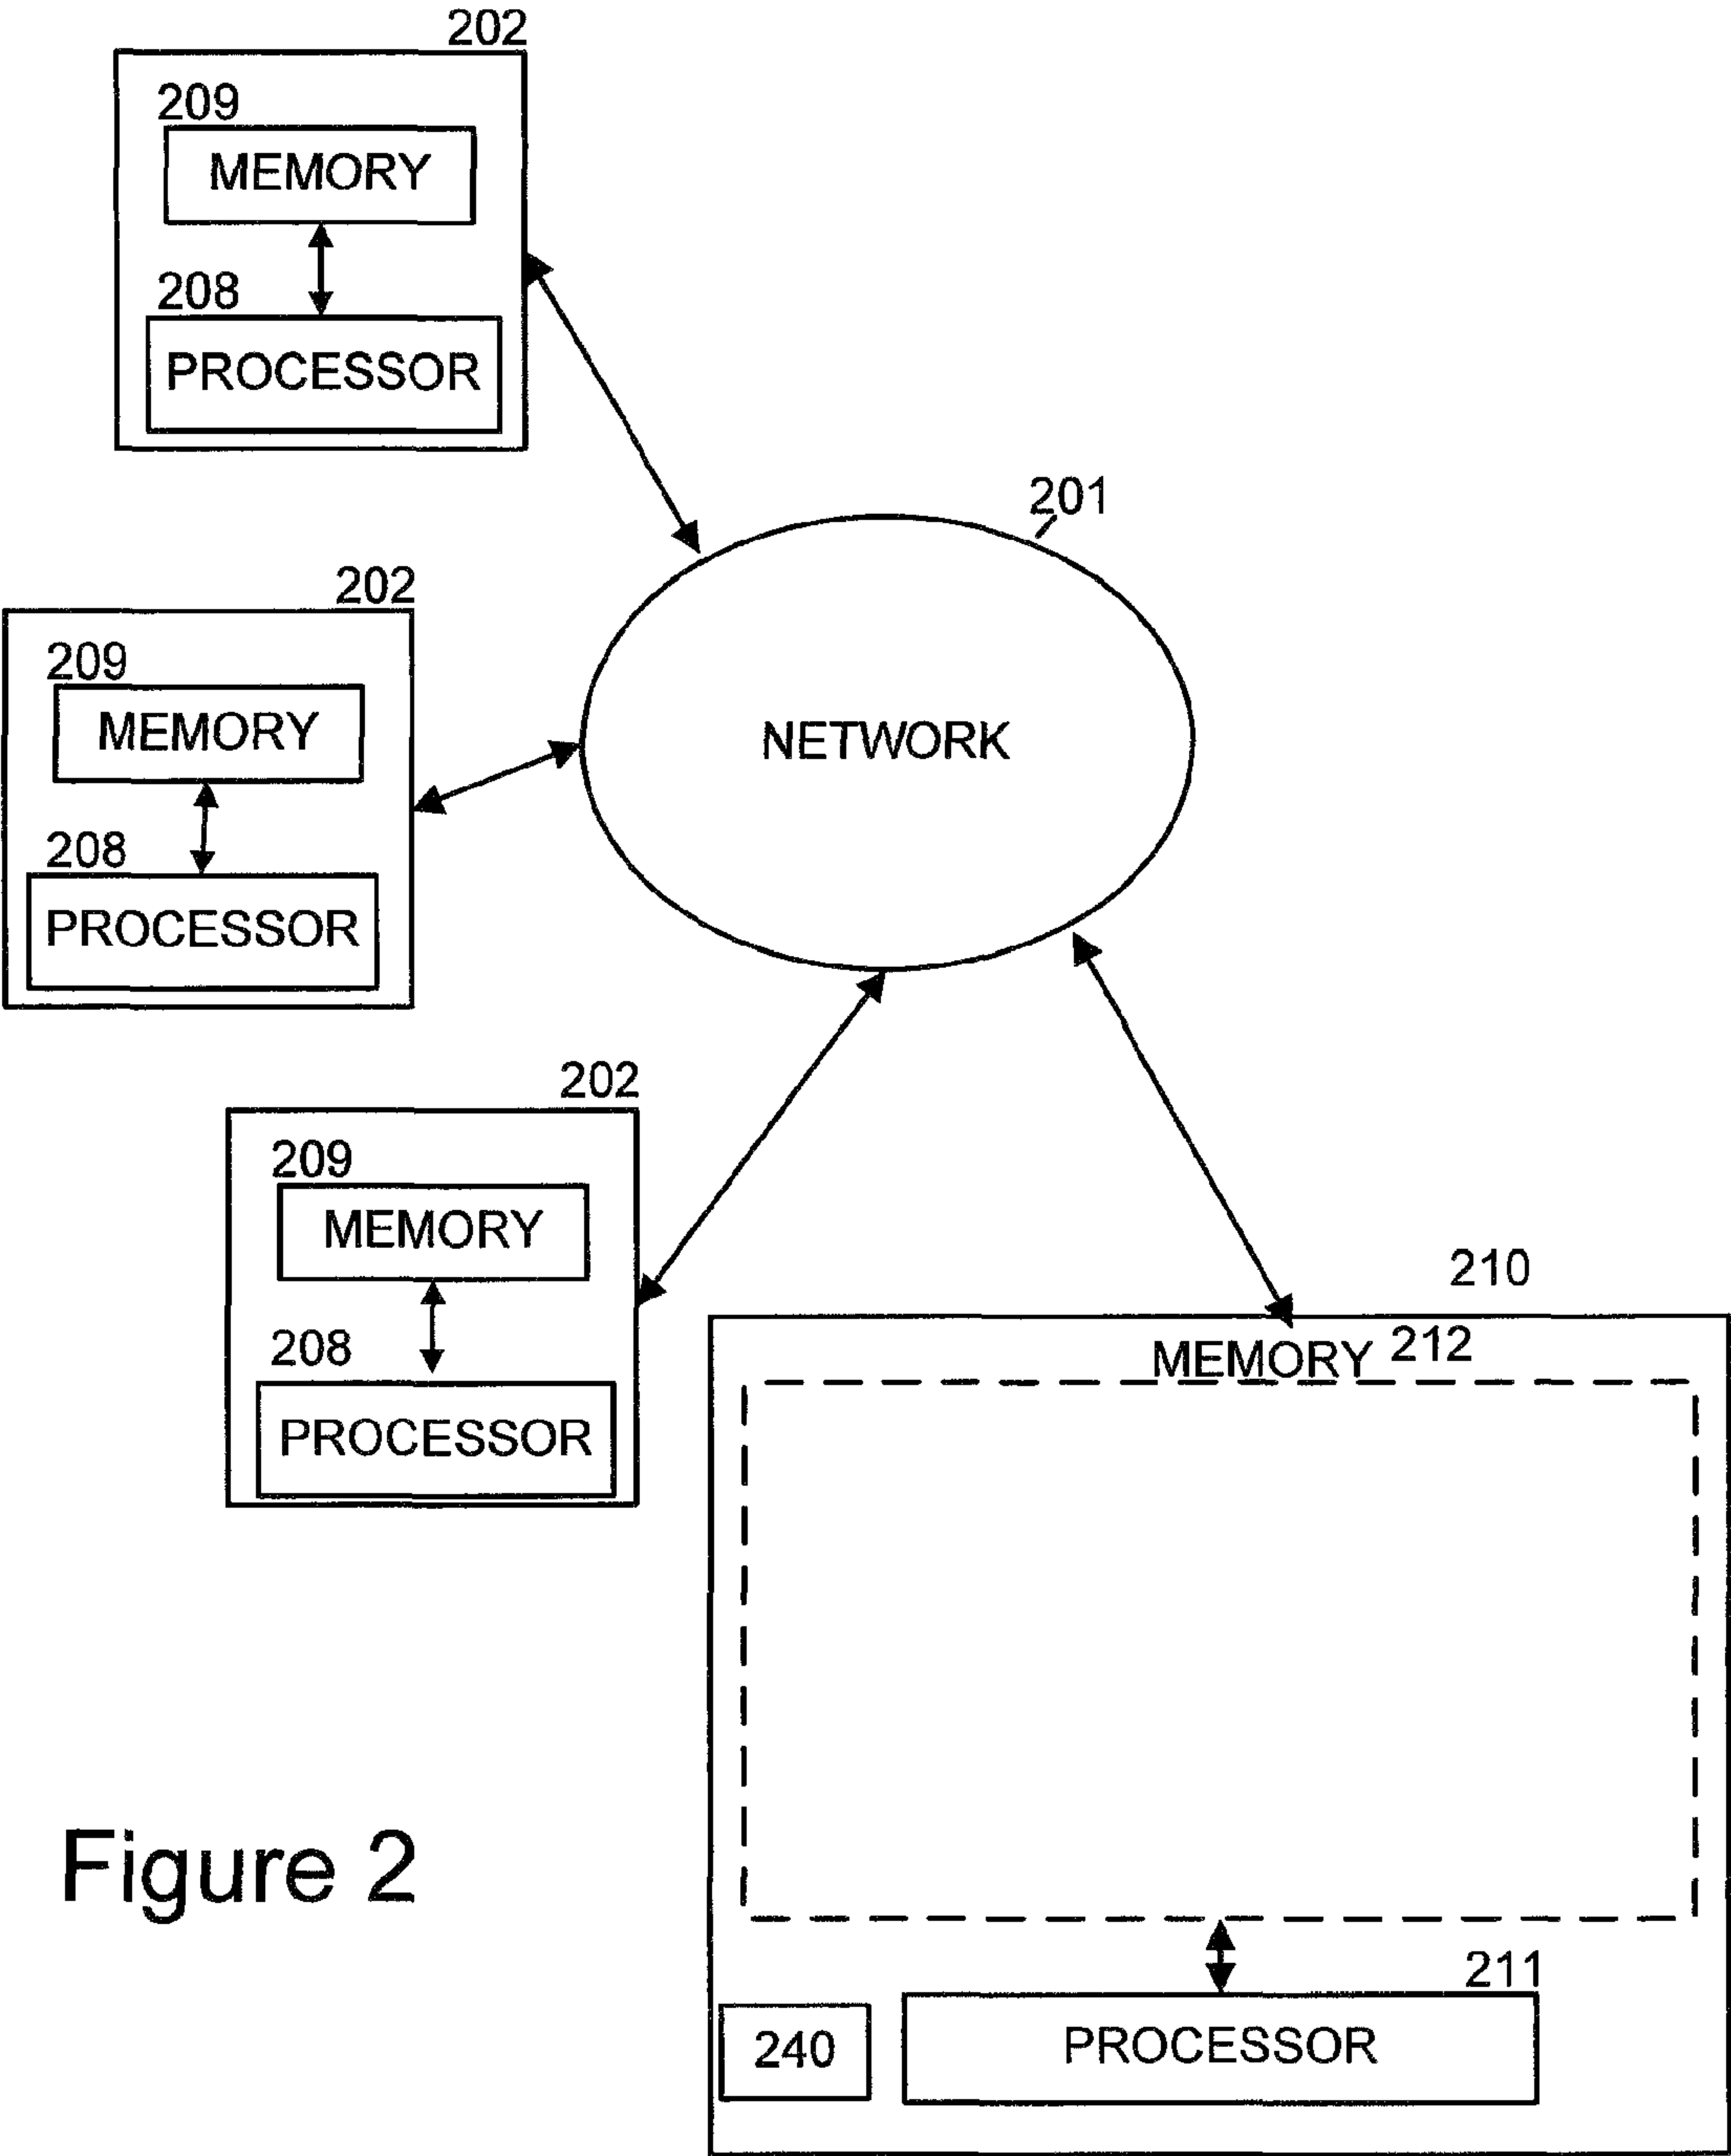 202
209
MEMORY
208
PROCESSOR
201
NETWORK
202
209
MEMORY
208
PROCESSOR
202
209
MEMORY
208
PROCESSOR
210
MEMORY 212
211
240
PROCESSOR
Figure 2